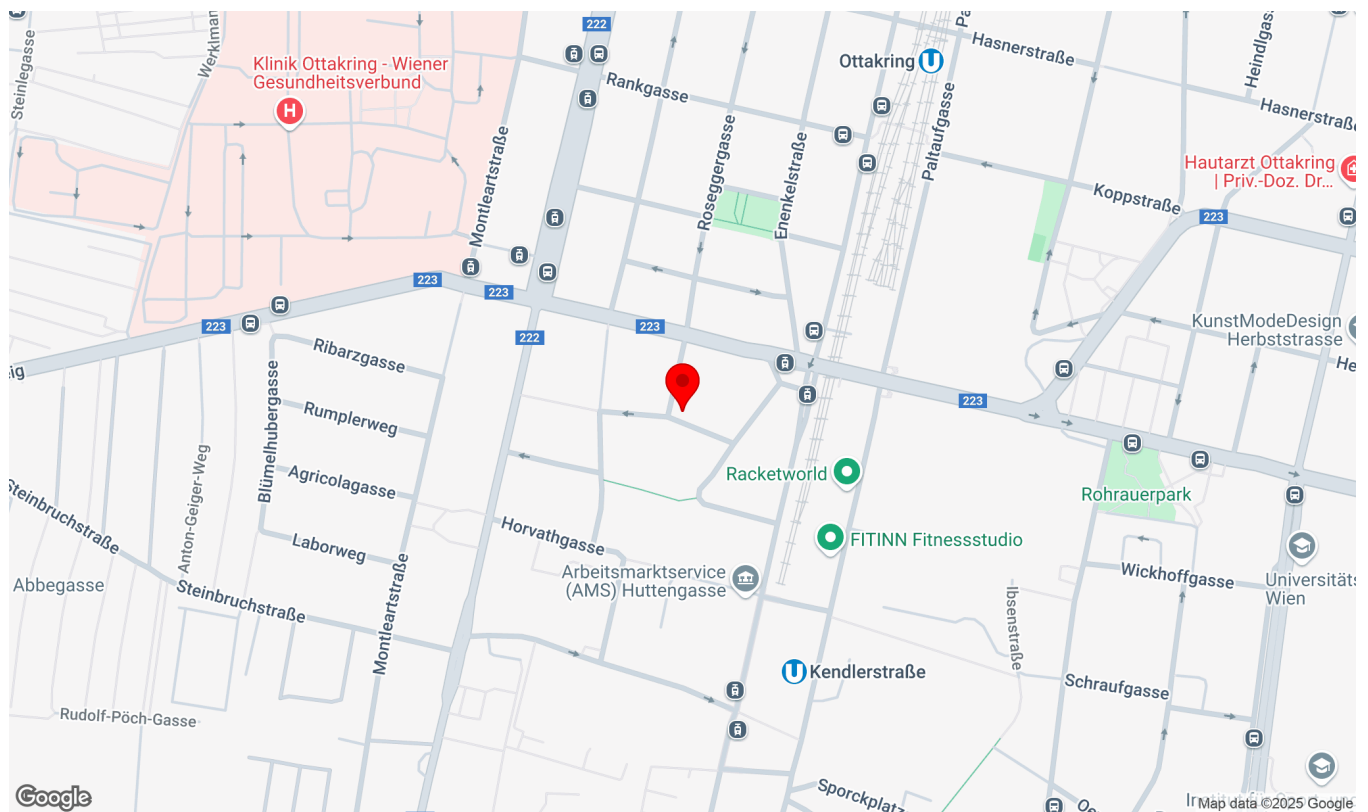 222
Steinlegasse
Werklman
Klinik Ottakring - Wiener
Gesundheitsverbund
H
Ottakring
U
Hasnerstraße
Heindlgasse
Rankgasse
Hasnerstraße
Montleartstraße
Roseggergasse
Enenkelstraße
Paltaufgasse
Hautarzt Ottakring
| Priv.-Doz. Dr...
Koppstraße
223
223
223
223
223
222
KunstModeDesign
Herbststrasse
Ribarzgasse
Rumplerweg
Blümelhubergasse
Agricolagasse
223
Anton-Geiger-Weg
Racketworld
Rohrauerpark
Steinbruchstraße
Horvathgasse
Laborweg
FITINN Fitnessstudio
Arbeitsmarktservice
(AMS) Huttengasse
Abbegasse
Montleartstraße
Steinbruchstraße
Ibsenstraße
Wickhoffgasse
Universitäts
Wien
U
Kendlerstraße
Schraufgasse
Rudolf-Pöch-Gasse
Sporckplatz
Google
Map data ©2025 Google